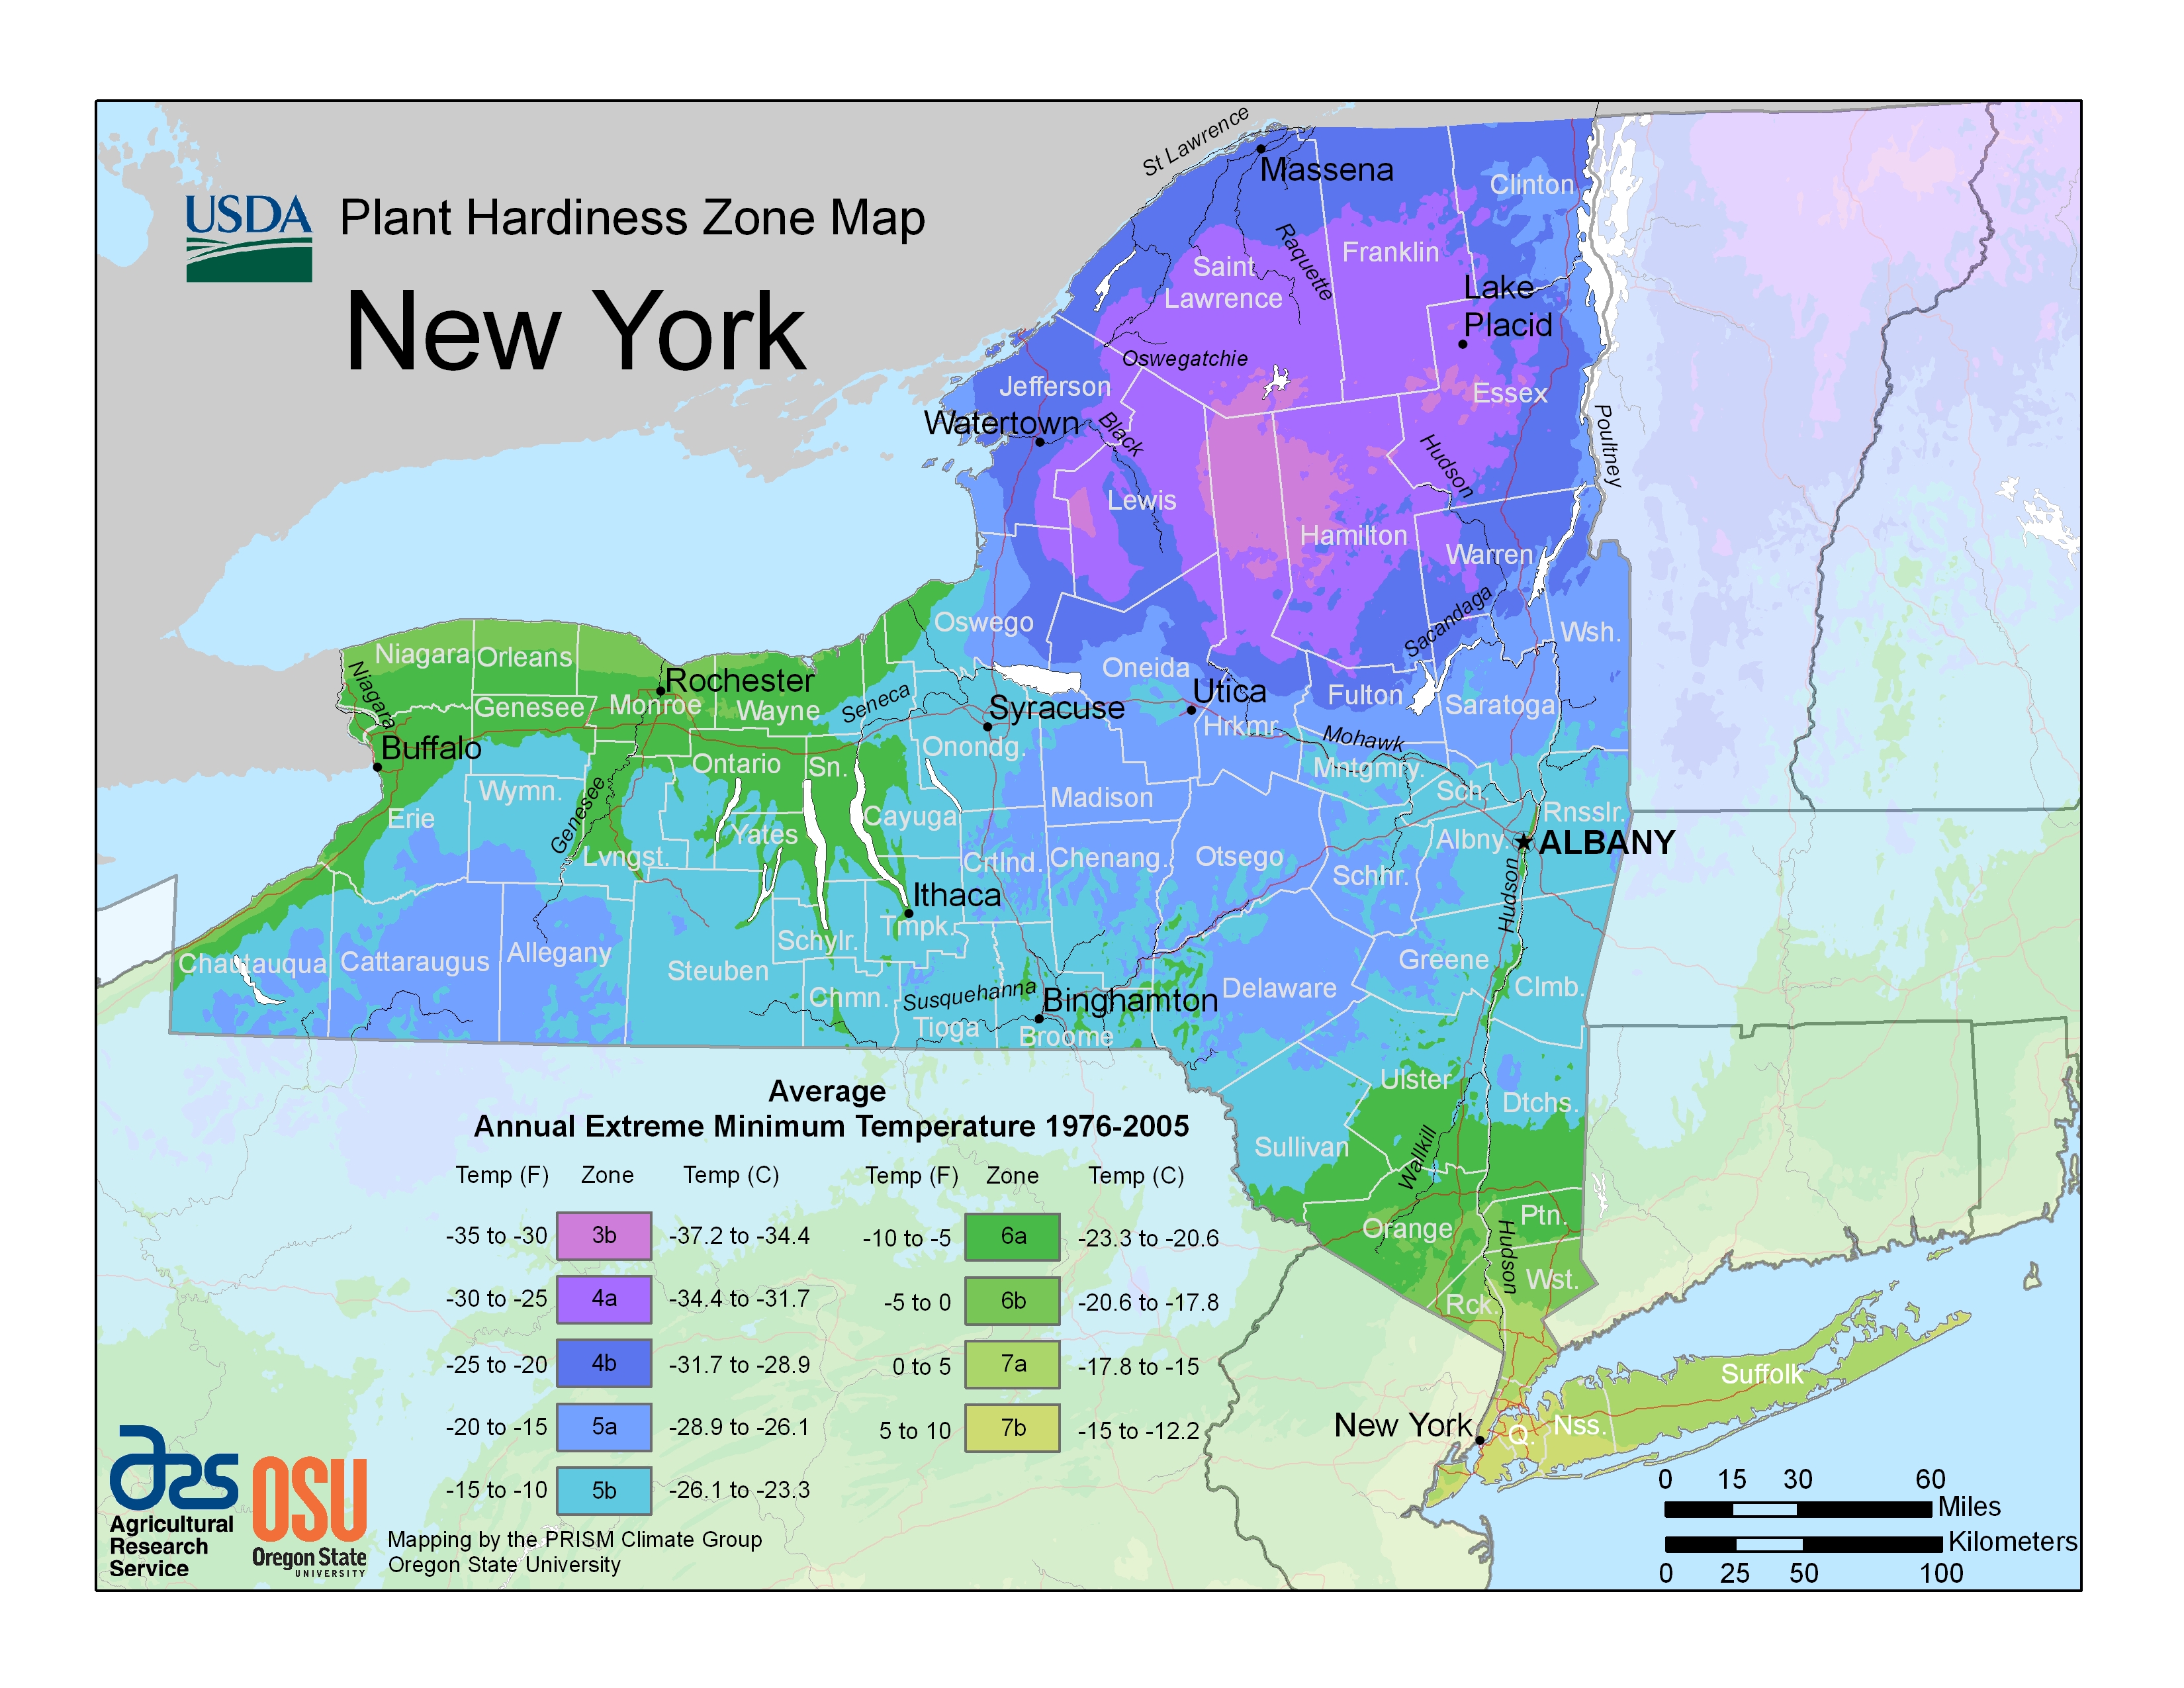 USDA
Plant Hardiness Zone Map
New York
St Lawrence
Massena
Clinton
Raquette
Franklin
Saint
Lawrence
Lake
Placid
Oswegatchie
Jefferson
Essex
Watertown
Black
Hudson
Poultney
Lewis
Hamilton
Warren
Sacandaga
Oswego
Wsh.
Niagara
Orleans
Niagara
Rochester
Oneida
Utica
Fulton
Saratoga
Genesee
Monroe
Wayne
Seneca
Syracuse
Hrkmr.
Mohawk
Buffalo
Onondg.
Ontario
Sn.
Mntgmry.
Wymn.
Sch.
Madison
Rnsslr.
Erie
Genesee
Cayuga
Yates
Albny.
ALBANY
Lvngst.
Crtlnd.
Chenang.
Otsego
Schhr.
Ithaca
Hudson
Tmpk.
Schylr.
Chautauqua
Cattaraugus
Allegany
Steuben
Greene
Delaware
Clmb.
Chmn.
Susquehanna
Binghamton
Tioga
Broome
Ulster
Dtchs.
Sullivan
Wallkill
Orange
Ptn.
Hudson
Wst.
Rck.
Suffolk
New York
Q.
Nss.
Average
Annual Extreme Minimum Temperature 1976-2005
Temp (F) Zone Temp (C) Temp (F) Zone Temp (C)
-35 to -30 3b -37.2 to -34.4 -10 to -5 6a -23.3 to -20.6
-30 to -25 4a -34.4 to -31.7 -5 to 0 6b -20.6 to -17.8
-25 to -20 4b -31.7 to -28.9 0 to 5 7a -17.8 to -15
-20 to -15 5a -28.9 to -26.1 5 to 10 7b -15 to -12.2
-15 to -10 5b -26.1 to -23.3
Mapping by the PRISM Climate Group
Oregon State University
ars
Agricultural
Research
Service
OSU
Oregon State
UNIVERSITY
0 15 30 60
Miles
Kilometers
0 25 50 100